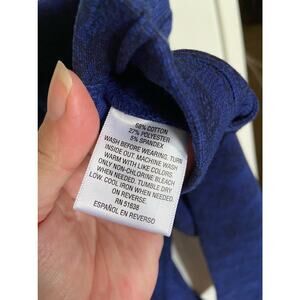 68% COTTON
27% POLYESTER
5% SPANDEX
WASH BEFORE WEARING. TURN
INSIDE OUT. MACHINE WASH
WARM WITH LIKE COLORS.
ONLY NON-CHLORINE BLEACH
WHEN NEEDED. TUMBLE DRY
LOW. COOL IRON WHEN NEEDED
ON REVERSE.
RN 51638
ESPAÑOL EN REVERSO